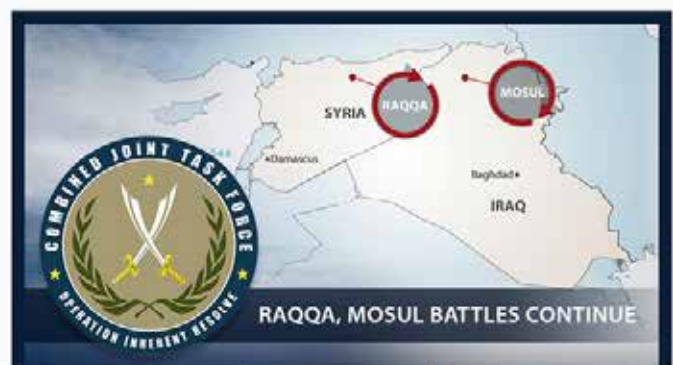 SYRIA
RAQQA
MOSUL
Damascus
Baghdad
IRAQ
COMBINED JOINT TASK FORCE
OPERATION INHERENT RESOLVE
RAQQA, MOSUL BATTLES CONTINUE